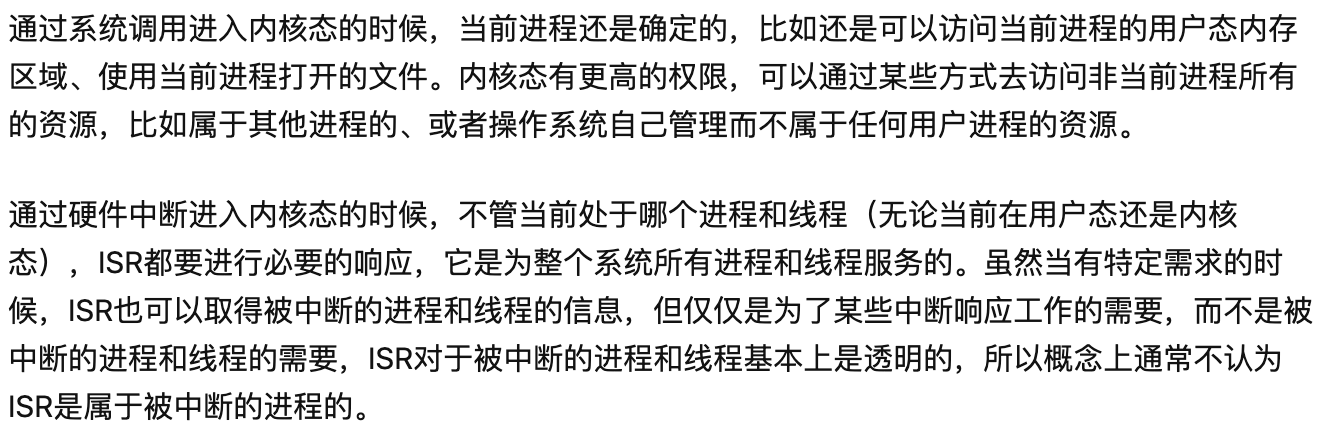 通过系统调用进入内核态的时候，当前进程还是确定的，比如还是可以访问当前进程的用户态内存
区域、使用当前进程打开的文件。内核态有更高的权限，可以通过某些方式去访问非当前进程所有
的资源，比如属于其他进程的、或者操作系统自己管理而不属于任何用户进程的资源。
通过硬件中断进入内核态的时候，不管当前处于哪个进程和线程（无论当前在用户态还是内核
态），ISR都要进行必要的响应，它是为整个系统所有进程和线程服务的。虽然当有特定需求的时
候，ISR也可以取得被中断的进程和线程的信息，但仅仅是为了某些中断响应工作的需要，而不是被
中断的进程和线程的需要，ISR对于被中断的进程和线程基本上是透明的，所以概念上通常不认为
ISR是属于被中断的进程的。